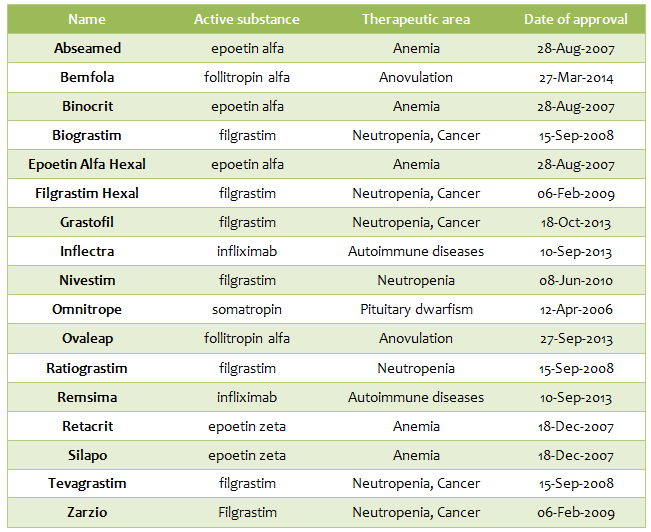 Name Active substance Therapeutic area Date of approval
Abseamed epoetin alfa Anemia 28-Aug-2007
Bemfola follitropin alfa Anovulation 27-Mar-2014
Binocrit epoetin alfa Anemia 28-Aug-2007
Biograstim filgrastim Neutropenia, Cancer 15-Sep-2008
Epoetin Alfa Hexal epoetin alfa Anemia 28-Aug-2007
Filgrastim Hexal filgrastim Neutropenia, Cancer 06-Feb-2009
Grastofil filgrastim Neutropenia, Cancer 18-Oct-2013
Inflectra infliximab Autoimmune diseases 10-Sep-2013
Nivestim filgrastim Neutropenia 08-Jun-2010
Omnitrope somatropin Pituitary dwarfism 12-Apr-2006
Ovaleap follitropin alfa Anovulation 27-Sep-2013
Ratiograstim filgrastim Neutropenia 15-Sep-2008
Remsima infliximab Autoimmune diseases 10-Sep-2013
Retacrit epoetin zeta Anemia 18-Dec-2007
Silapo epoetin zeta Anemia 18-Dec-2007
Tevagrastim filgrastim Neutropenia, Cancer 15-Sep-2008
Zarzio Filgrastim Neutropenia, Cancer 06-Feb-2009